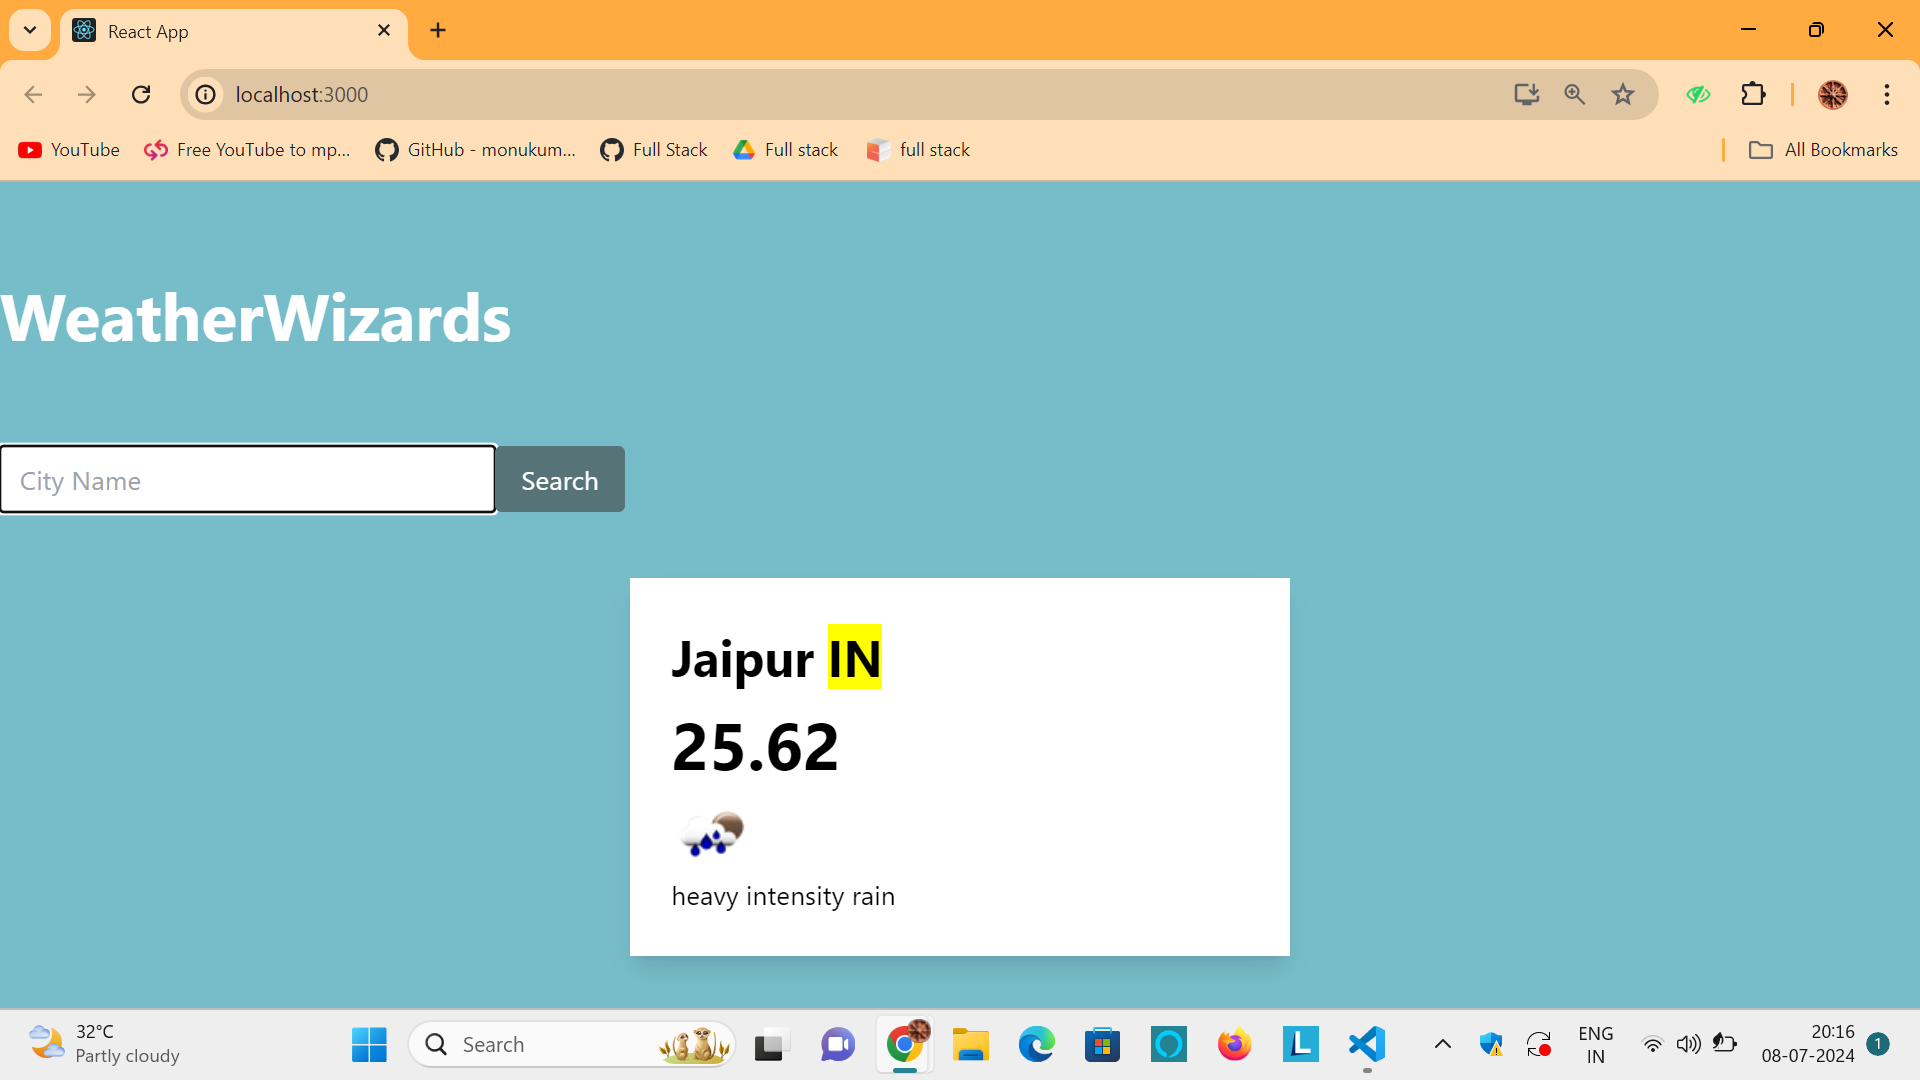 React App
localhost:3000
YouTube
Free YouTube to mp...
GitHub - monukum...
Full Stack
Full stack
full stack
All Bookmarks
WeatherWizards
City Name
Search
Jaipur IN
25.62
heavy intensity rain
32°C
Partly cloudy
Search
L
ENG
IN
20:16
08-07-2024
1